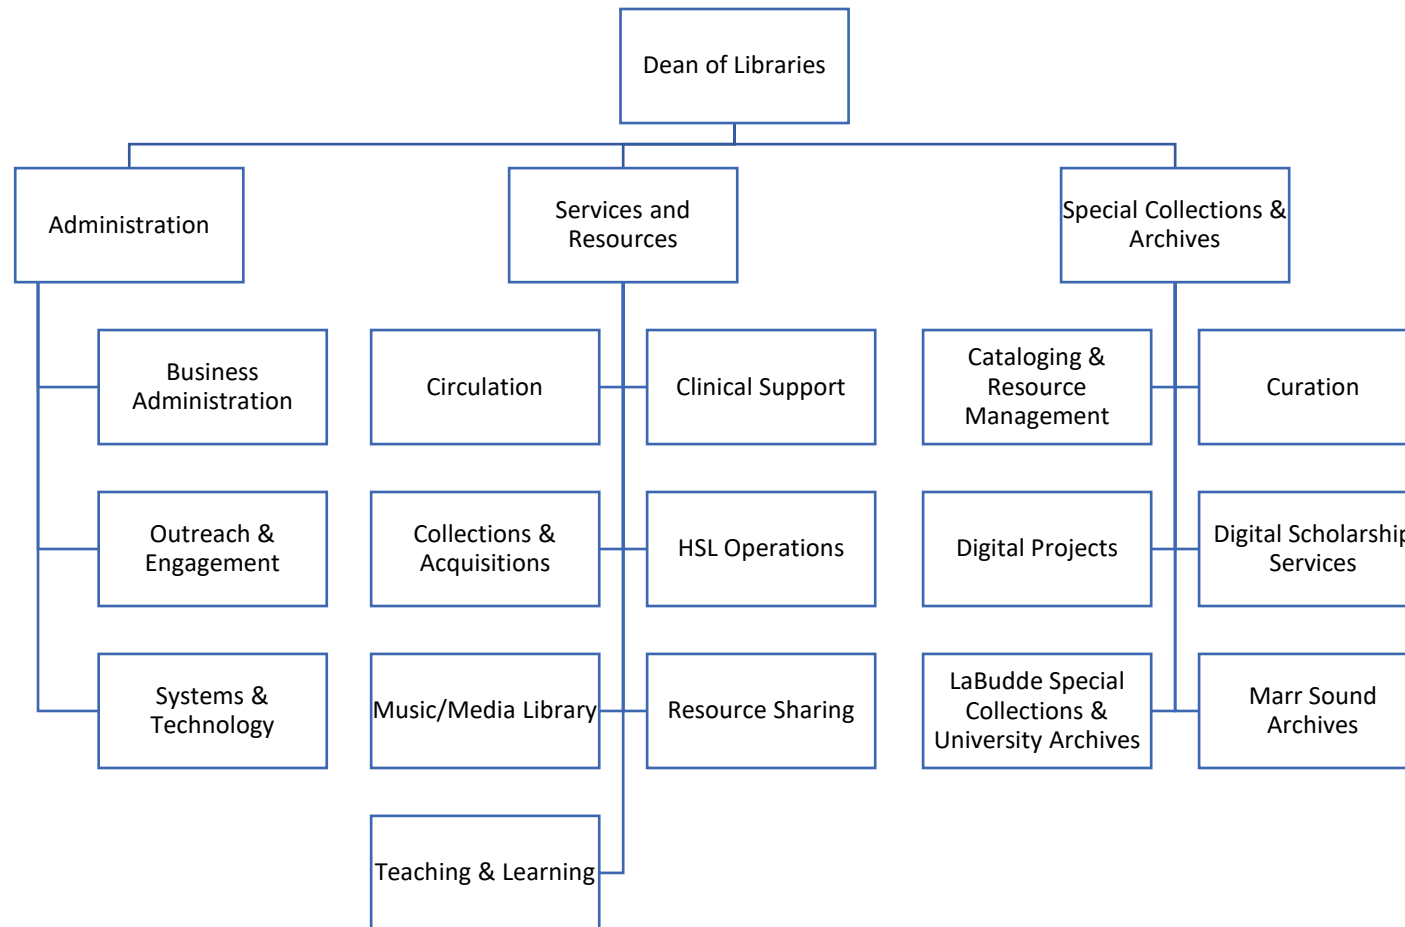 Dean of Libraries
Administration
Services and
Resources
Special Collections &
Archives
Business
Administration
Circulation
Clinical Support
Cataloging &
Resource
Management
Curation
Outreach &
Engagement
Collections &
Acquisitions
HSL Operations
Digital Projects
Digital Scholarship
Services
Systems &
Technology
Music/Media Library
Resource Sharing
LaBudde Special
Collections &
University Archives
Marr Sound
Archives
Teaching & Learning